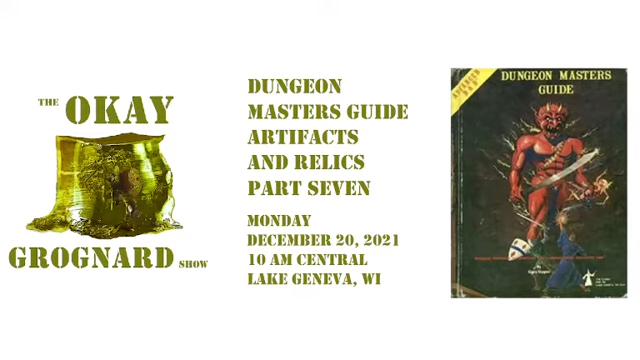 THE OKAY
GROGNARD SHOW
DUNGEON
MASTERS GUIDE
ARTIFACTS
AND RELICS
PART SEVEN
MONDAY
DECEMBER 20, 2021
10 AM CENTRAL
LAKE GENEVA, WI
ADVANCED
D&D
DUNGEON MASTERS
GUIDE